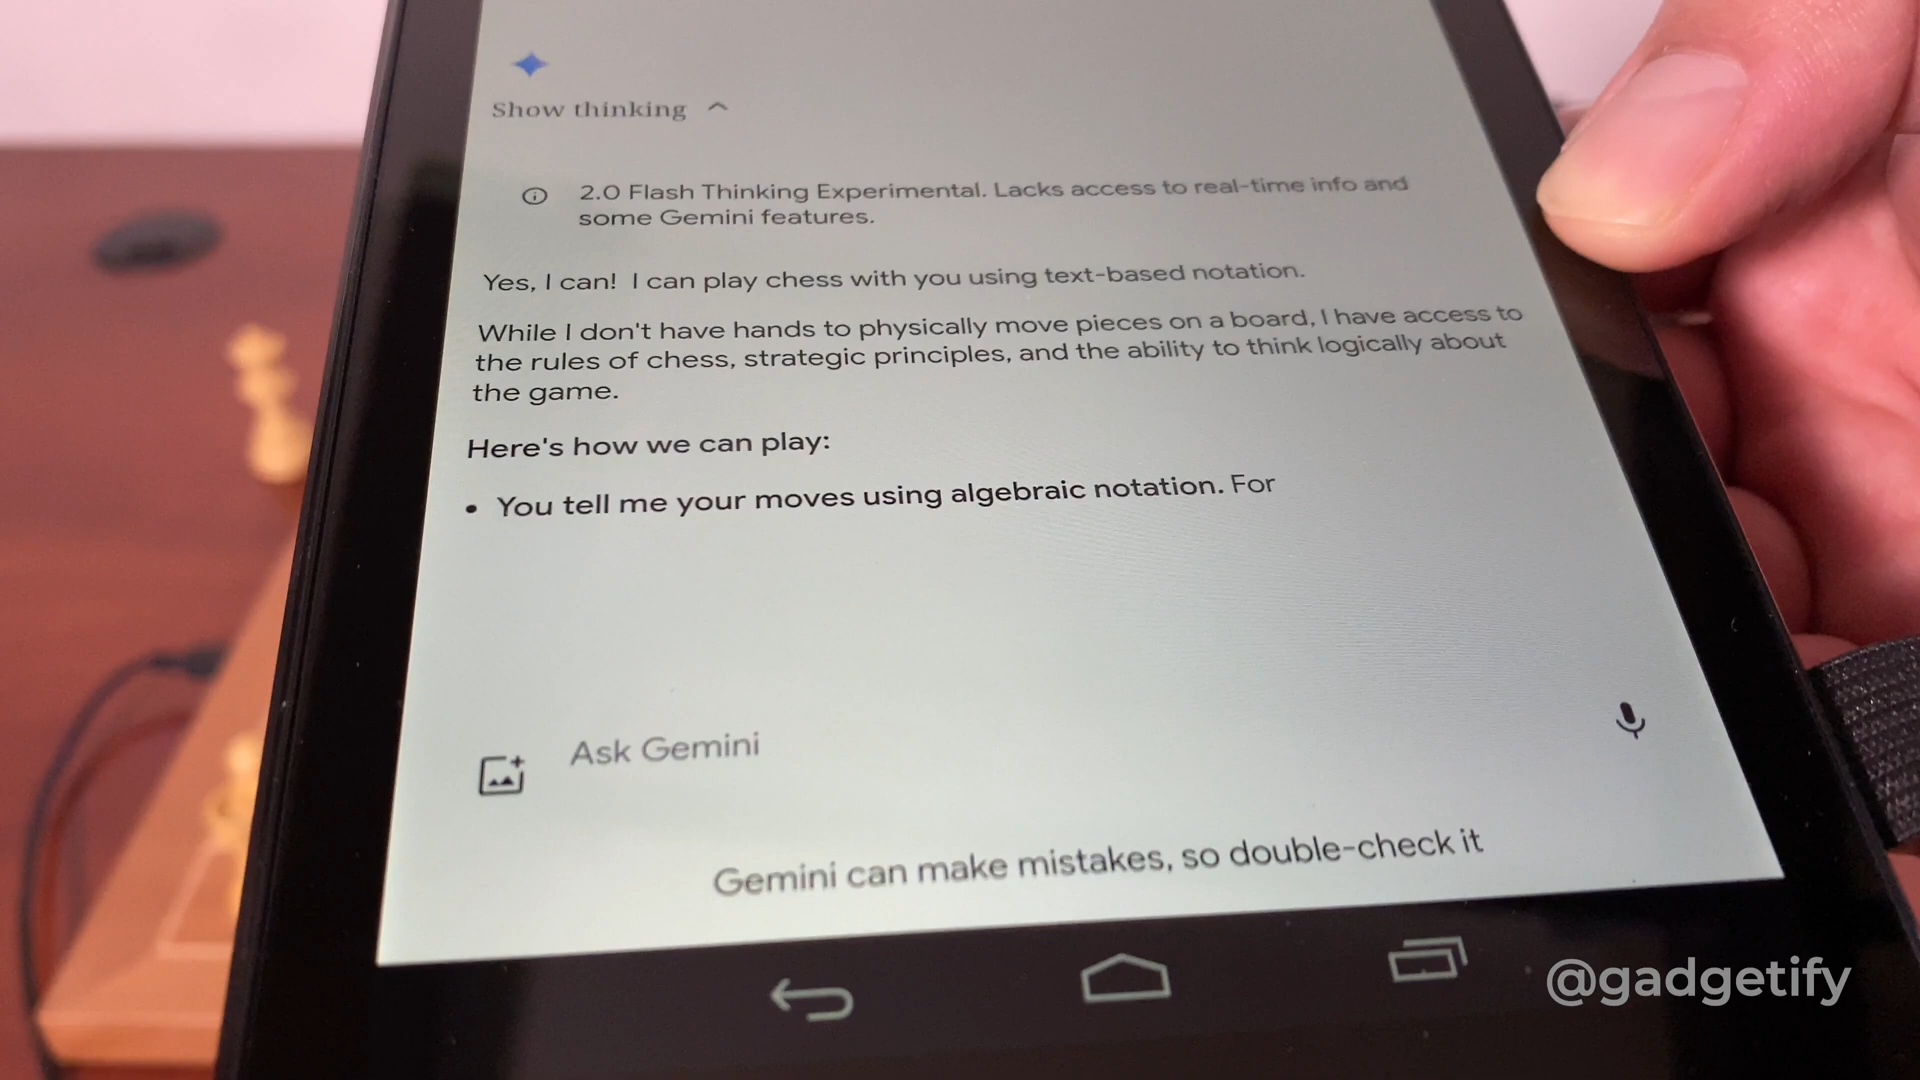 Show thinking
2.0 Flash Thinking Experimental. Lacks access to real-time info and
some Gemini features.
Yes, I can! I can play chess with you using text-based notation.
While I don't have hands to physically move pieces on a board, I have access to
the rules of chess, strategic principles, and the ability to think logically about
the game.
Here's how we can play:
• You tell me your moves using algebraic notation. For
Ask Gemini
Gemini can make mistakes, so double-check it
@gadgetify